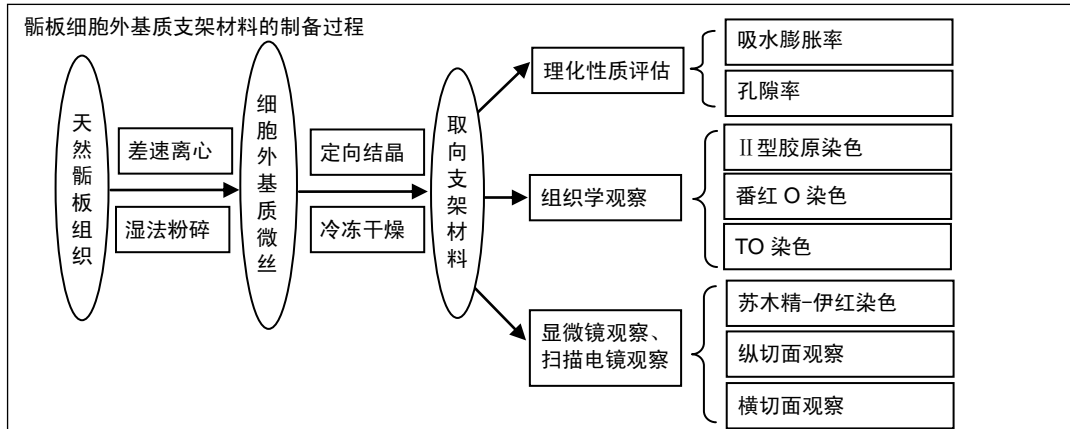 骺板细胞外基质支架材料的制备过程
天然骺板组织
差速离心
湿法粉碎
细胞外基质微丝
定向结晶
冷冻干燥
取向支架材料
理化性质评估
吸水膨胀率
孔隙率
组织学观察
Ⅱ型胶原染色
番红 O 染色
TO 染色
显微镜观察、
扫描电镜观察
苏木精-伊红染色
纵切面观察
横切面观察